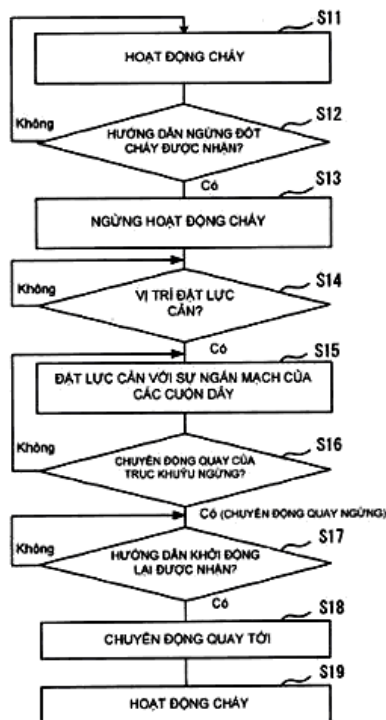 S11
HOẠT ĐỘNG CHÁY
S12
HƯỚNG DẪN NGỪNG ĐỐT
CHÁY ĐƯỢC NHẬN?
Không
Có
S13
NGỪNG HOẠT ĐỘNG CHÁY
S14
Không
VỊ TRÍ ĐẶT LỰC
CẢN?
Có
S15
ĐẶT LỰC CẢN VỚI SỰ NGẮN MẠCH CỦA
CÁC CUỘN DÂY
Không
S16
CHUYỂN ĐỘNG QUAY CỦA
TRỤC KHUỶU NGỪNG?
Có (CHUYỂN ĐỘNG QUAY NGỪNG)
S17
Không
HƯỚNG DẪN KHỞI ĐỘNG
LẠI ĐƯỢC NHẬN?
Có
S18
CHUYỂN ĐỘNG QUAY TỚI
S19
HOẠT ĐỘNG CHÁY